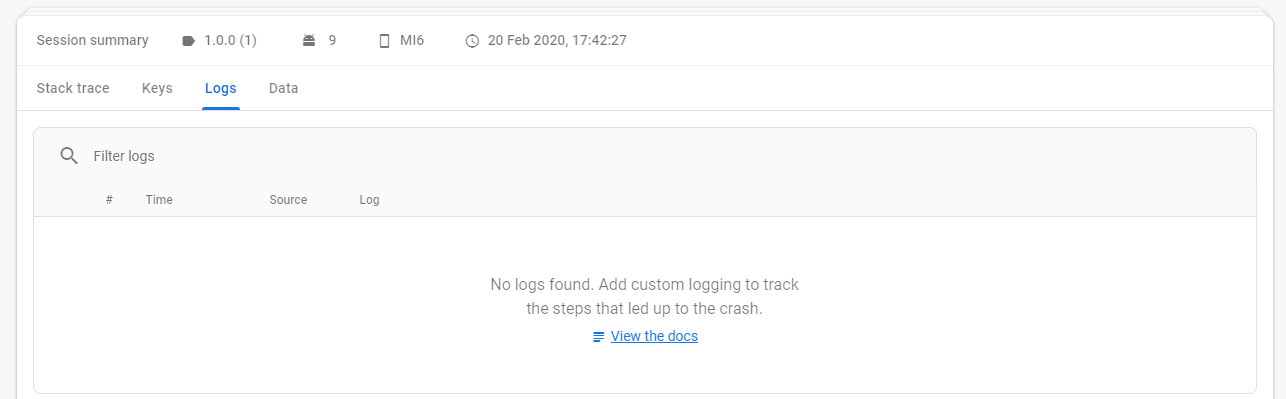 Session summary 1.0.0 (1) 9 MI6 20 Feb 2020, 17:42:27
Stack trace Keys Logs Data
Filter logs
# Time Source Log
No logs found. Add custom logging to track
the steps that led up to the crash.
View the docs